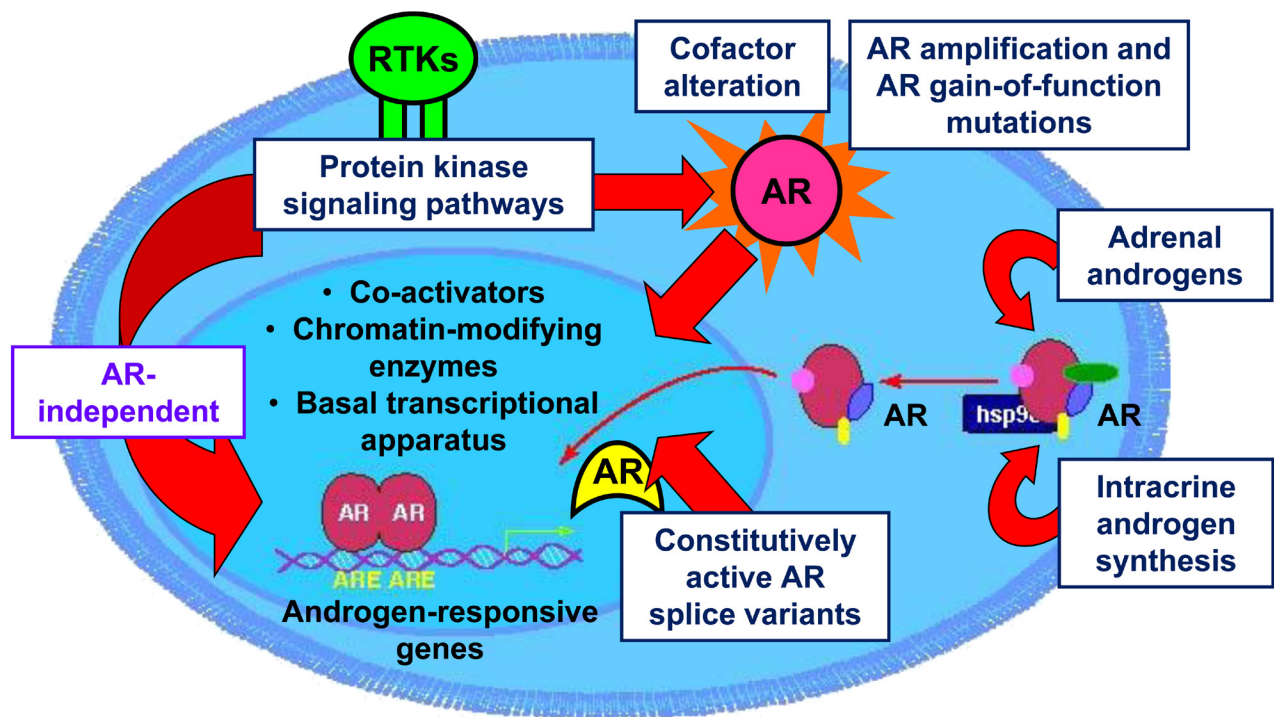 RTKs
Cofactor
alteration
AR amplification and
AR gain-of-function
mutations
Protein kinase
signaling pathways
AR
Adrenal
androgens
• Co-activators
• Chromatin-modifying
enzymes
• Basal transcriptional
apparatus
AR-
independent
AR
hsp90
AR
AR
AR AR
ARE ARE
Androgen-responsive
genes
Constitutively
active AR
splice variants
Intracrine
androgen
synthesis